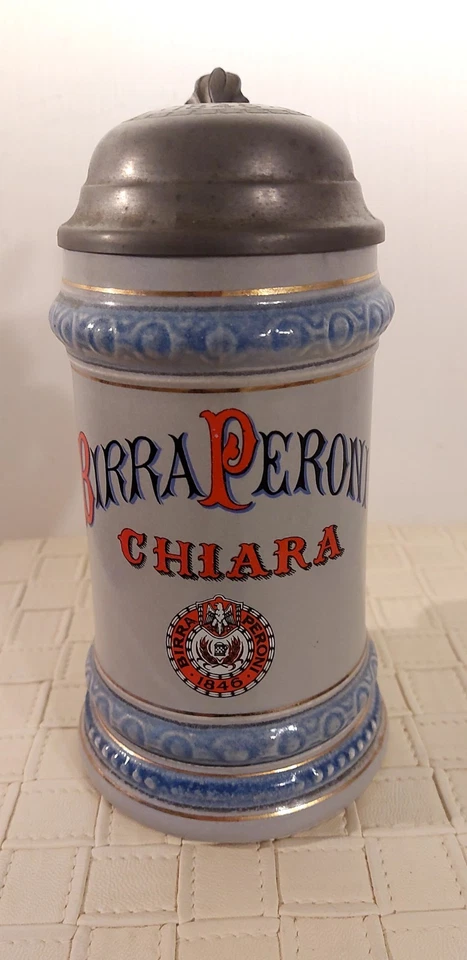 BIRRA PERONI
CHIARA
BIRRA PERONI
· 1846 ·